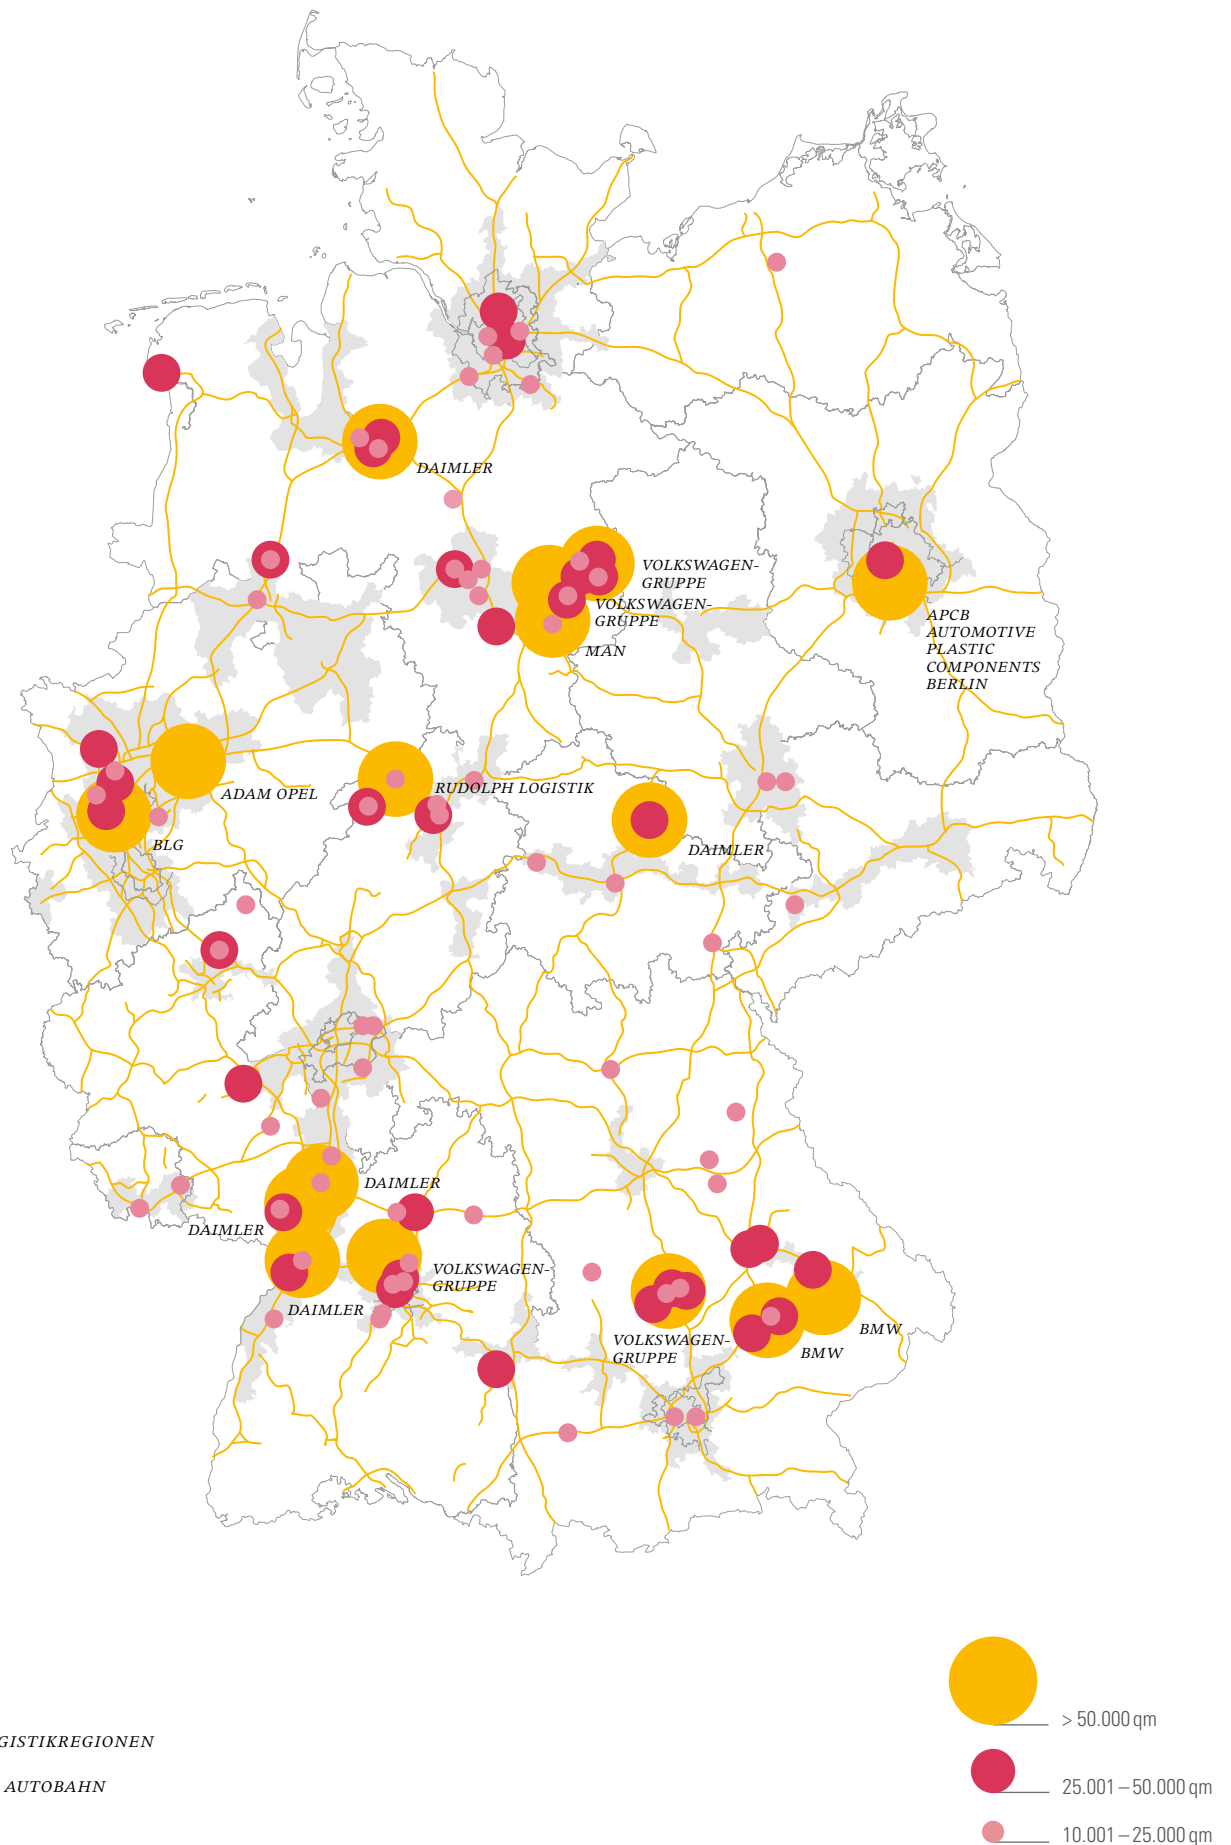 DAIMLER
VOLKSWAGEN-
GRUPPE
VOLKSWAGEN-
GRUPPE
MAN
APCB
AUTOMOTIVE
PLASTIC
COMPONENTS
BERLIN
ADAM OPEL
RUDOLPH LOGISTIK
BLG
DAIMLER
DAIMLER
DAIMLER
VOLKSWAGEN-
GRUPPE
DAIMLER
VOLKSWAGEN-
GRUPPE
BMW
BMW
> 50.000 qm
GISTIKREGIONEN
AUTOBAHN
25.001 – 50.000 qm
10.001 – 25.000 qm